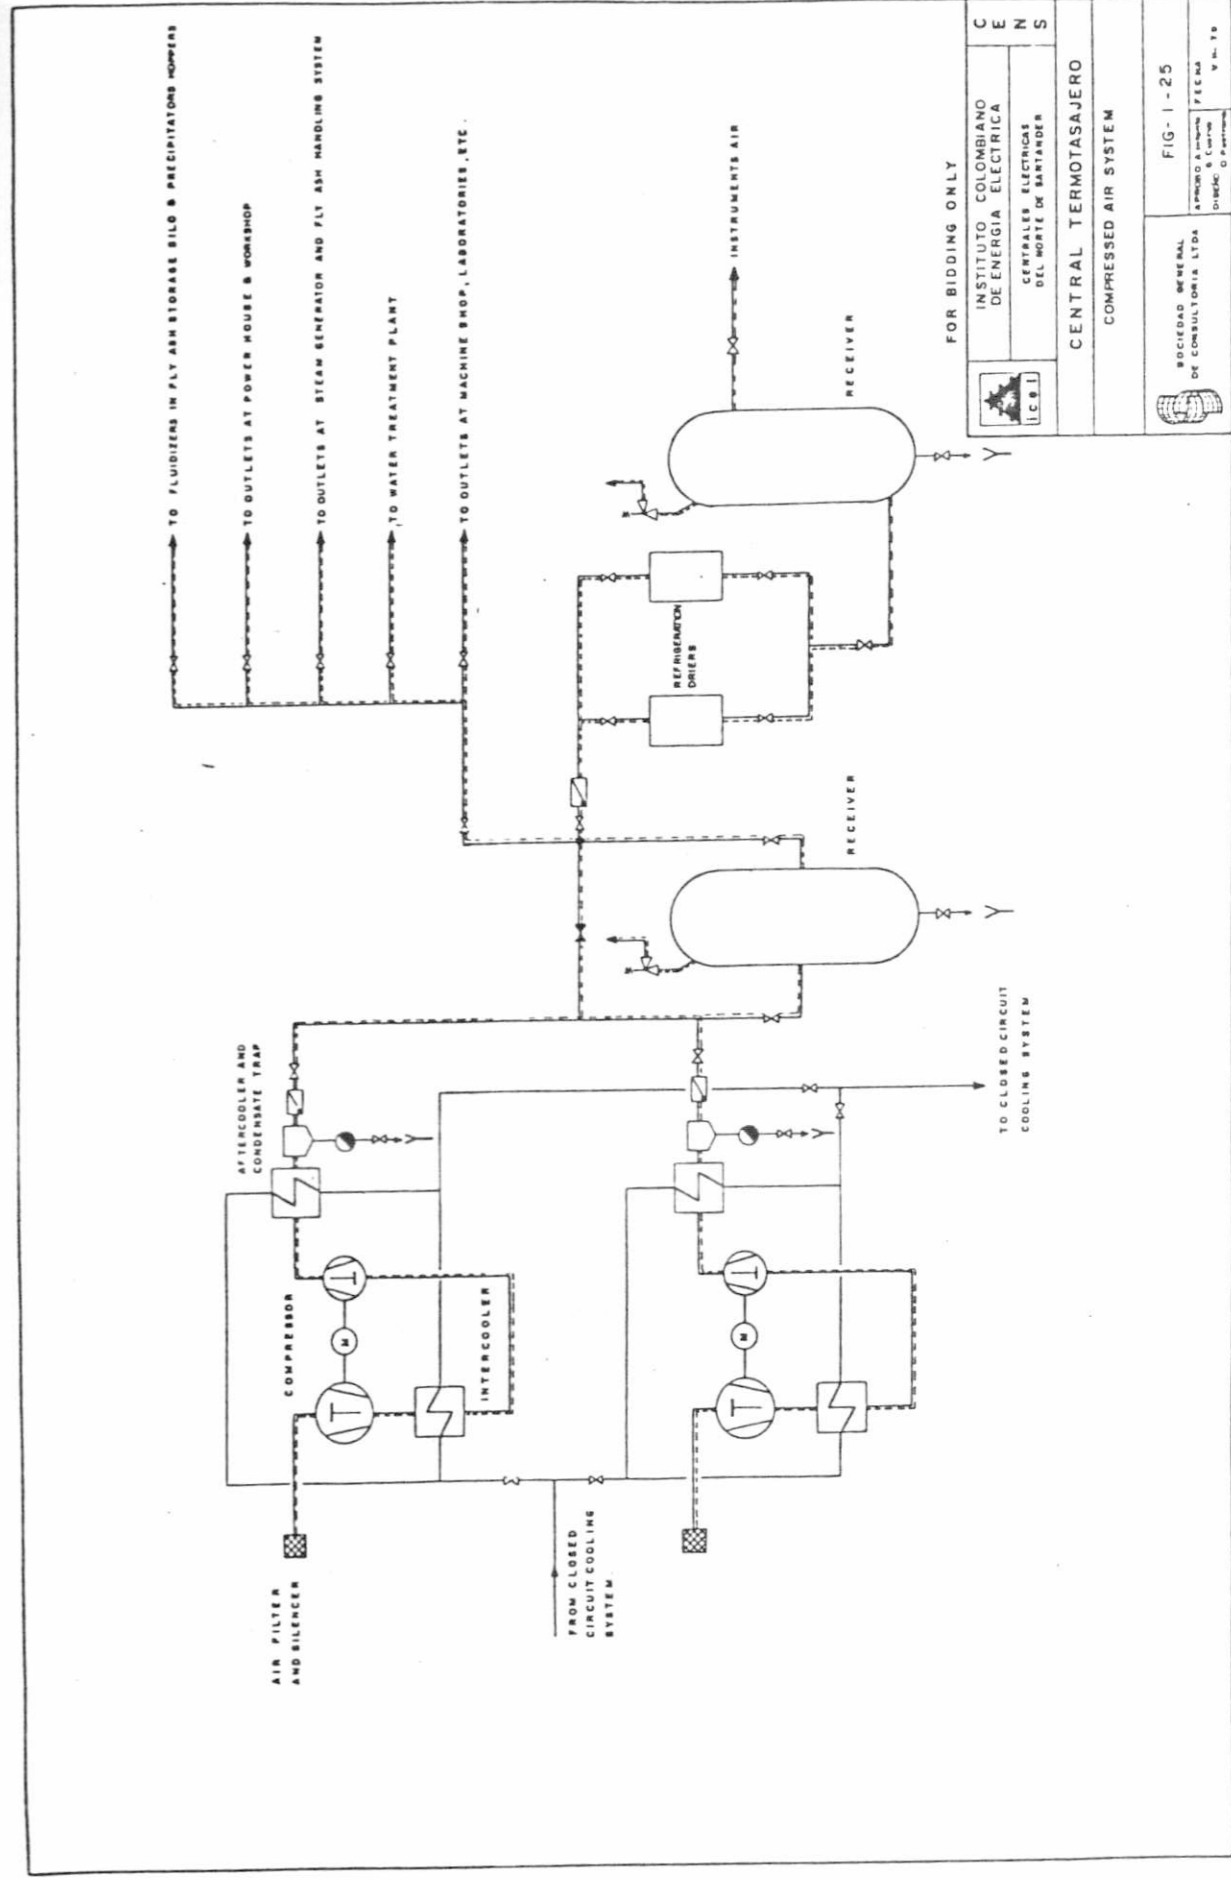 TO FLUIDIZERS IN FLY ASH STORAGE SILO & PRECIPITATORS HOPPERS
TO OUTLETS AT POWER HOUSE & WORKSHOP
TO OUTLETS AT STEAM GENERATOR AND FLY ASH HANDLING SYSTEM
TO WATER TREATMENT PLANT
TO OUTLETS AT MACHINE SHOP, LABORATORIES, ETC.
AFTERCOOLER AND
CONDENSATE TRAP
COMPRESSOR
M
INTERCOOLER
AIR FILTER
AND SILENCER
FROM CLOSED
CIRCUIT COOLING
SYSTEM
M
REFRIGERATION
DRIERS
INSTRUMENTS AIR
RECEIVER
RECEIVER
TO CLOSED CIRCUIT
COOLING SYSTEM
FOR BIDDING ONLY
icel
INSTITUTO COLOMBIANO
DE ENERGIA ELECTRICA
CENTRALES ELECTRICAS
DEL NORTE DE SANTANDER
C
E
N
S
CENTRAL TERMOTASAJERO
COMPRESSED AIR SYSTEM
SOCIEDAD GENERAL
DE CONSULTORIA LTDA
FIG-1-25
APROBO
FECHA
DISEÑO